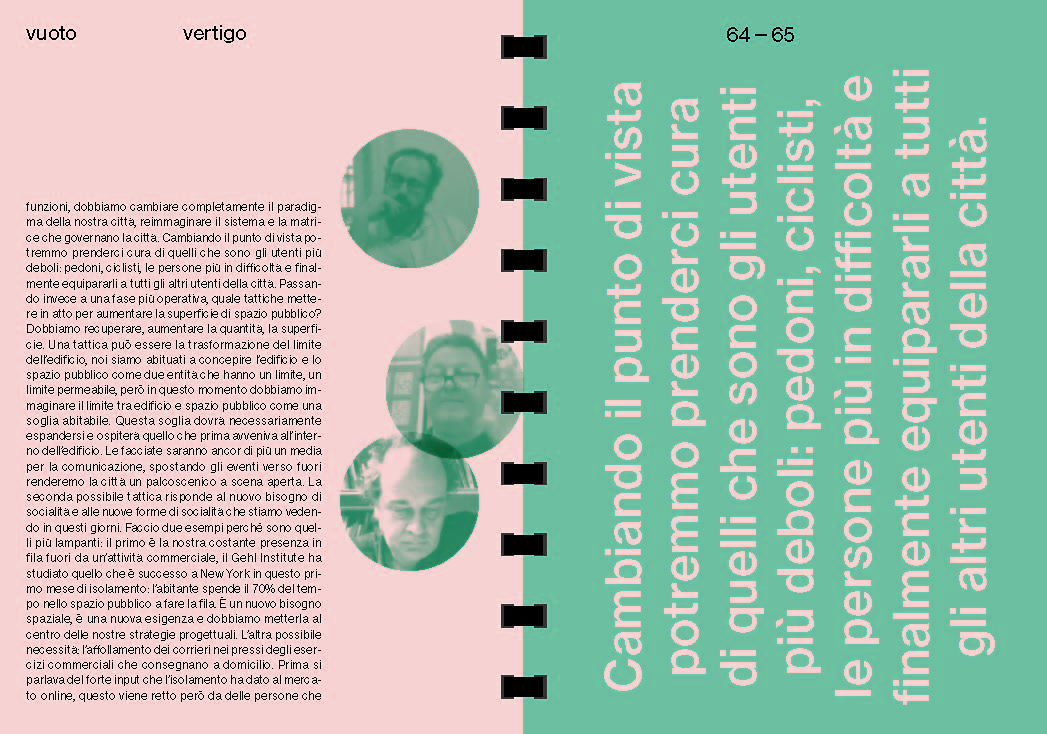 vuoto vertigo
64 – 65
funzioni, dobbiamo cambiare completamente il paradig-
ma della nostra città, reimmaginare il sistema e la matri-
ce che governano la città. Cambiando il punto di vista po-
tremmo prenderci cura di quelli che sono gli utenti più
deboli: pedoni, ciclisti, le persone più in difficoltà e final-
mente equipararli a tutti gli altri utenti della città. Passan-
do invece a una fase più operativa, quale tattiche mette-
re in atto per aumentare la superficie di spazio pubblico?
Dobbiamo recuperare, aumentare la quantità, la superfi-
cie. Una tattica può essere la trasformazione del limite
dell'edificio, noi siamo abituati a concepire l'edificio e lo
spazio pubblico come due entità che hanno un limite, un
limite permeabile, però in questo momento dobbiamo im-
maginare il limite tra edificio e spazio pubblico come una
soglia abitabile. Questa soglia dovrà necessariamente
espandersi e ospiterà quello che prima avveniva all'inter-
no dell'edificio. Le facciate saranno ancor di più un media
per la comunicazione, spostando gli eventi verso fuori
renderemo la città un palcoscenico a scena aperta. La
seconda possibile tattica risponde al nuovo bisogno di
socialità e alle nuove forme di socialità che stiamo veden-
do in questi giorni. Faccio due esempi perché sono quel-
li più lampanti: il primo è la nostra costante presenza in
fila fuori da un'attività commerciale, il Gehl Institute ha
studiato quello che è successo a New York in questo pri-
mo mese di isolamento: l'abitante spende il 70% del tem-
po nello spazio pubblico a fare la fila. È un nuovo bisogno
spaziale, è una nuova esigenza e dobbiamo metterla al
centro delle nostre strategie progettuali. L'altra possibile
necessità: l'affollamento dei corrieri nei pressi degli eser-
cizi commerciali che consegnano a domicilio. Prima si
parlava del forte input che l'isolamento ha dato al merca-
to online, questo viene retto però da delle persone che
Cambiando il punto di vista
potremmo prenderci cura
di quelli che sono gli utenti
più deboli: pedoni, ciclisti,
le persone più in difficoltà e
finalmente equipararli a tutti
gli altri utenti della città.